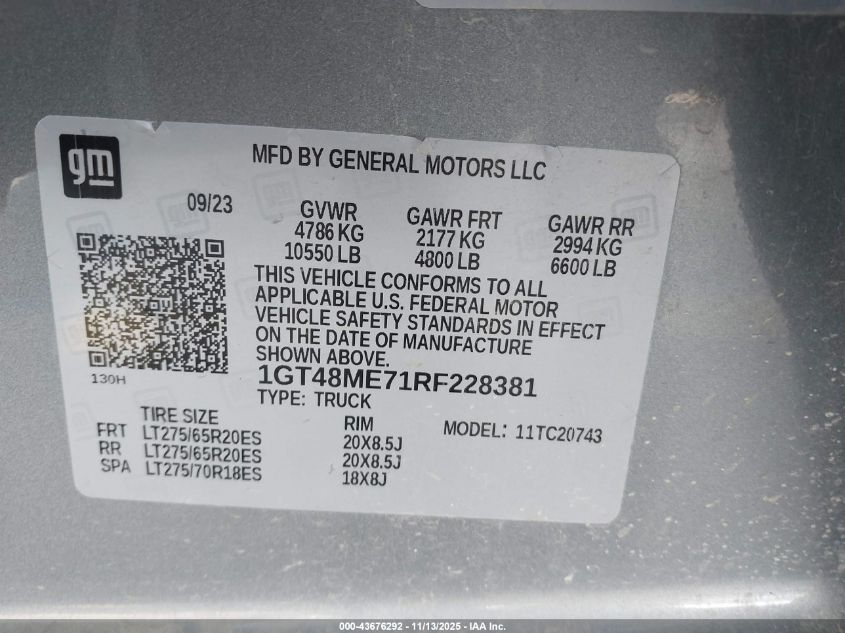 gm
MFD BY GENERAL MOTORS LLC
09/23
GVWR GAWR FRT GAWR RR
4786 KG 2177 KG 2994 KG
10550 LB 4800 LB 6600 LB
THIS VEHICLE CONFORMS TO ALL
APPLICABLE U.S. FEDERAL MOTOR
VEHICLE SAFETY STANDARDS IN EFFECT
ON THE DATE OF MANUFACTURE
SHOWN ABOVE.
130H
1GT48ME71RF228381
TYPE: TRUCK
TIRE SIZE RIM MODEL: 11TC20743
FRT LT275/65R20ES 20X8.5J
RR LT275/65R20ES 20X8.5J
SPA LT275/70R18ES 18X8J
000-43676292 - 11/13/2025 - IAA Inc.